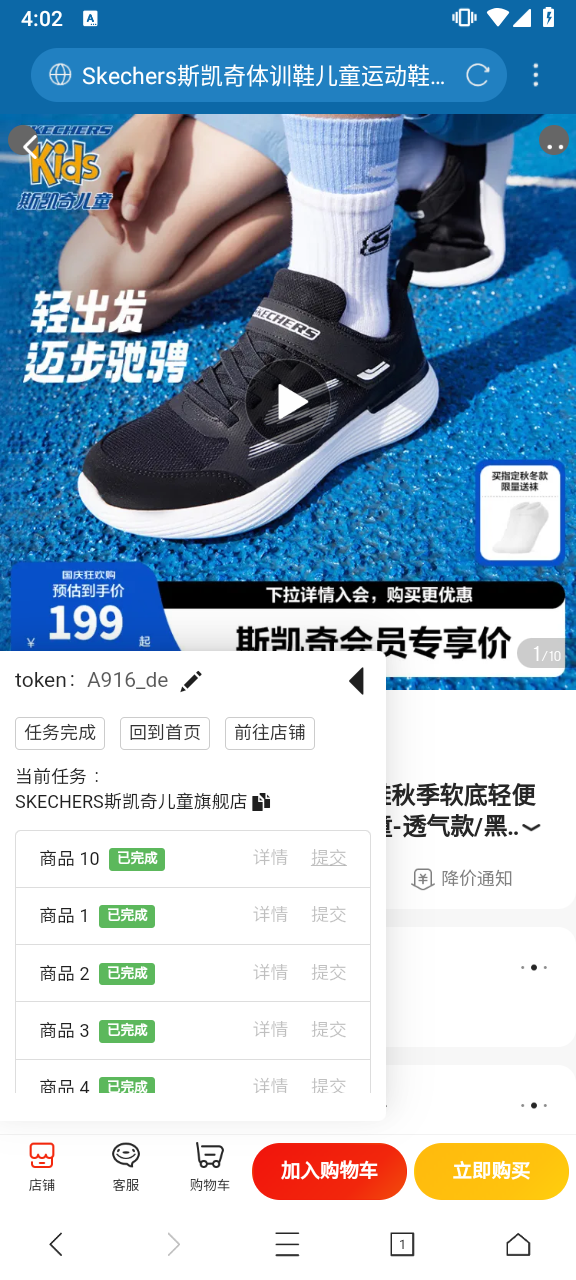 4:02
A
Skechers斯凯奇体训鞋儿童运动鞋...
SKECHERS
Kids
斯凯奇儿童
轻出发
迈步驰骋
SKECHERS
S
买指定秋冬款
限量送袜
国庆狂欢购
预估到手价
¥ 199 起
下拉详情入会，购买更优惠
斯凯奇会员专享价
1/10
token： A916_de
任务完成 回到首页 前往店铺
当前任务：
SKECHERS斯凯奇儿童旗舰店
商品 10 已完成 详情 提交
商品 1 已完成 详情 提交
商品 2 已完成 详情 提交
商品 3 已完成 详情 提交
商品 4 已完成 详情 提交
秋季软底轻便
-透气款/黑..
降价通知
店铺 客服 购物车 加入购物车 立即购买
1